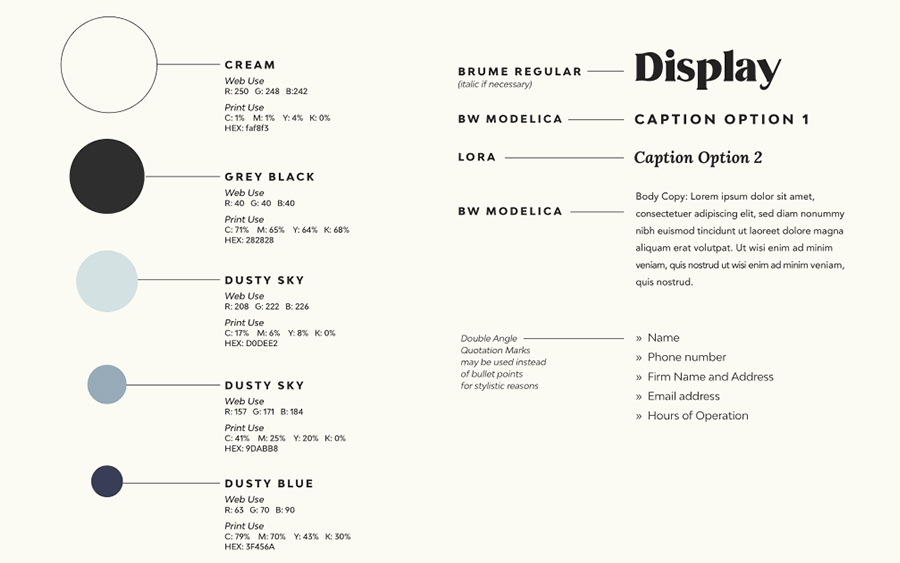 CREAM
Web Use
R: 250 G: 248 B:242
Print Use
C: 1% M: 1% Y: 4% K: 0%
HEX: faf8f3
GREY BLACK
Web Use
R: 40 G: 40 B:40
Print Use
C: 71% M: 65% Y: 64% K: 68%
HEX: 282828
DUSTY SKY
Web Use
R: 208 G: 222 B: 226
Print Use
C: 17% M: 6% Y: 8% K: 0%
HEX: D0DEE2
DUSTY SKY
Web Use
R: 157 G: 171 B: 184
Print Use
C: 41% M: 25% Y: 20% K: 0%
HEX: 9DABB8
DUSTY BLUE
Web Use
R: 63 G: 70 B: 90
Print Use
C: 79% M: 70% Y: 43% K: 30%
HEX: 3F456A
BRUME REGULAR
(italic if necessary)
Display
BW MODELICA
CAPTION OPTION 1
LORA
Caption Option 2
BW MODELICA
Body Copy: Lorem ipsum dolor sit amet,
consectetuer adipiscing elit, sed diam nonummy
nibh euismod tincidunt ut laoreet dolore magna
aliquam erat volutpat. Ut wisi enim ad minim
veniam, quis nostrud ut wisi enim ad minim veniam,
quis nostrud.
Double Angle
Quotation Marks
may be used instead
of bullet points
for stylistic reasons
» Name
» Phone number
» Firm Name and Address
» Email address
» Hours of Operation